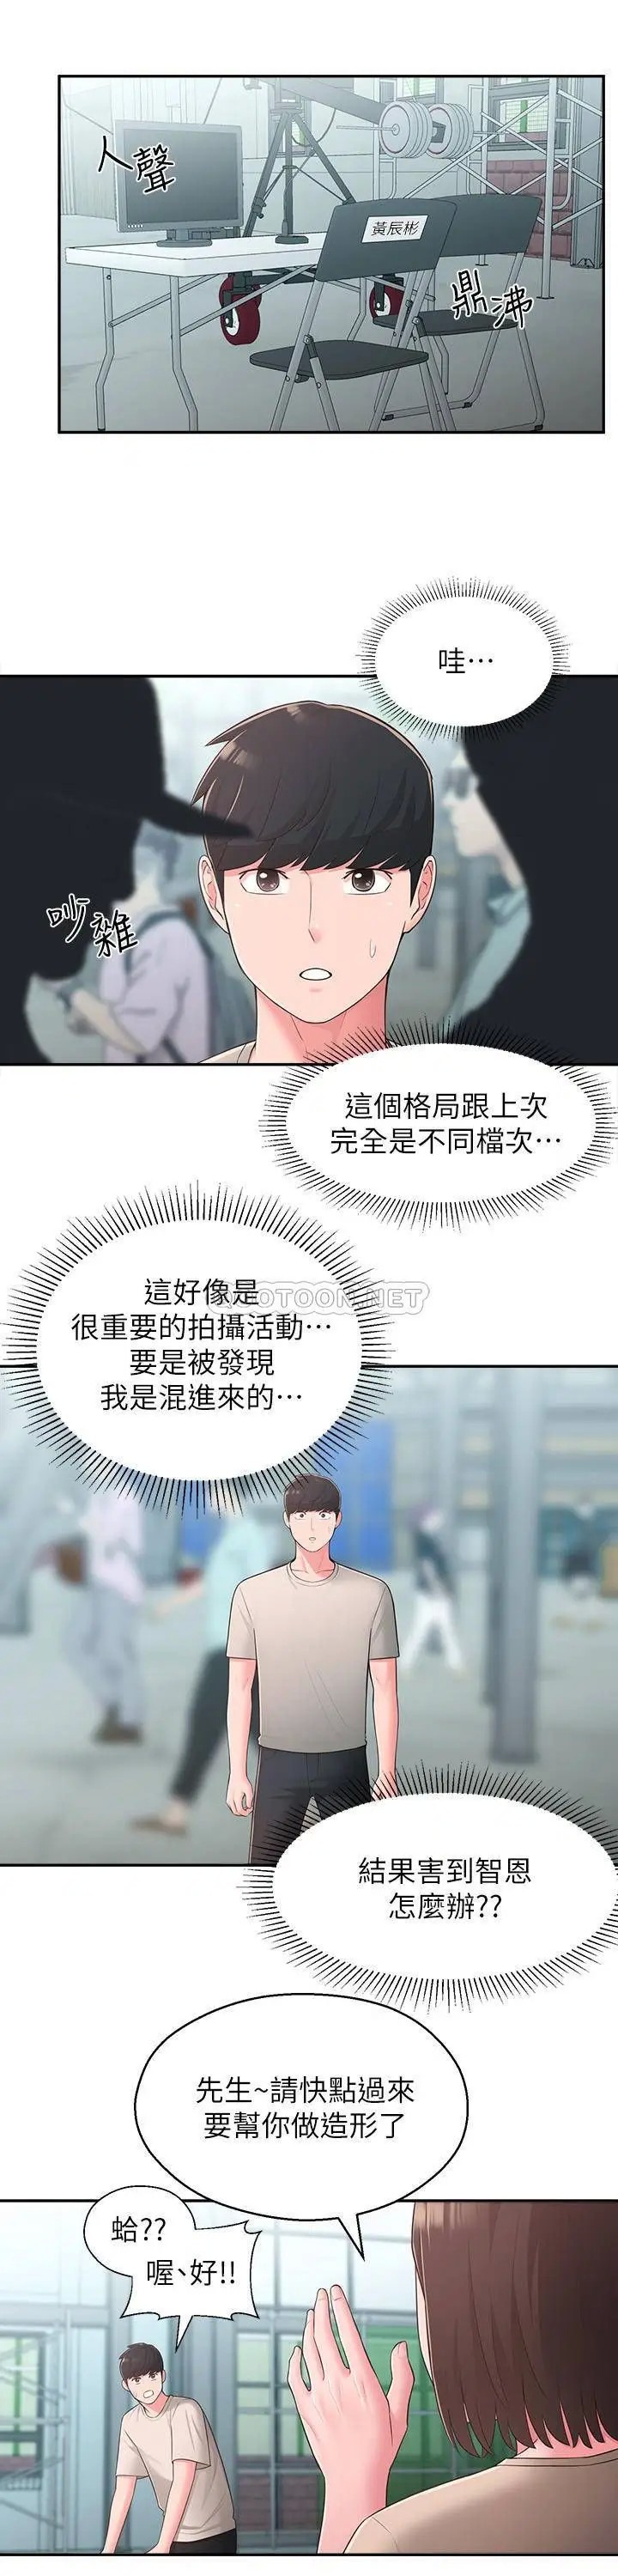 人聲
黃辰彬
鼎沸
哇⋯
吵雜
這個格局跟上次
完全是不同檔次⋯
這好像是
很重要的拍攝活動⋯
要是被發現
我是混進來的⋯
QUOTOON.NET
結果害到智恩
怎麼辦??
先生~請快點過來
要幫你做造形了
蛤??
喔、好!!